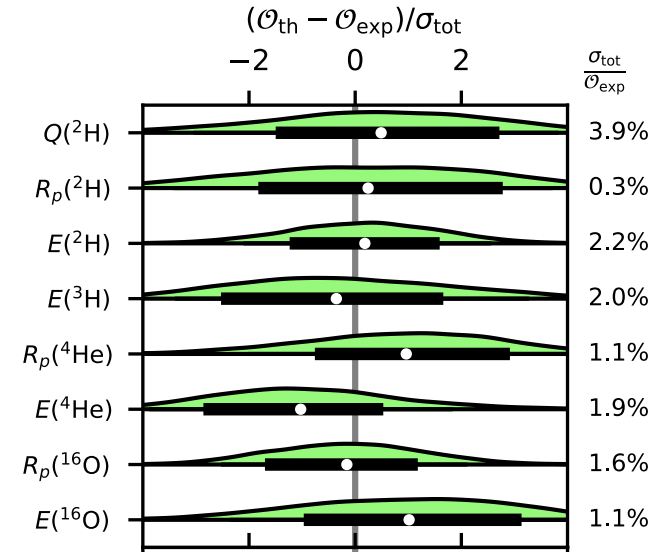 (𝒪th − 𝒪exp)/σtot
−2 0 2
σtot
𝒪exp
Q(²H) 3.9%
Rp(²H) 0.3%
E(²H) 2.2%
E(³H) 2.0%
Rp(⁴He) 1.1%
E(⁴He) 1.9%
Rp(¹⁶O) 1.6%
E(¹⁶O) 1.1%